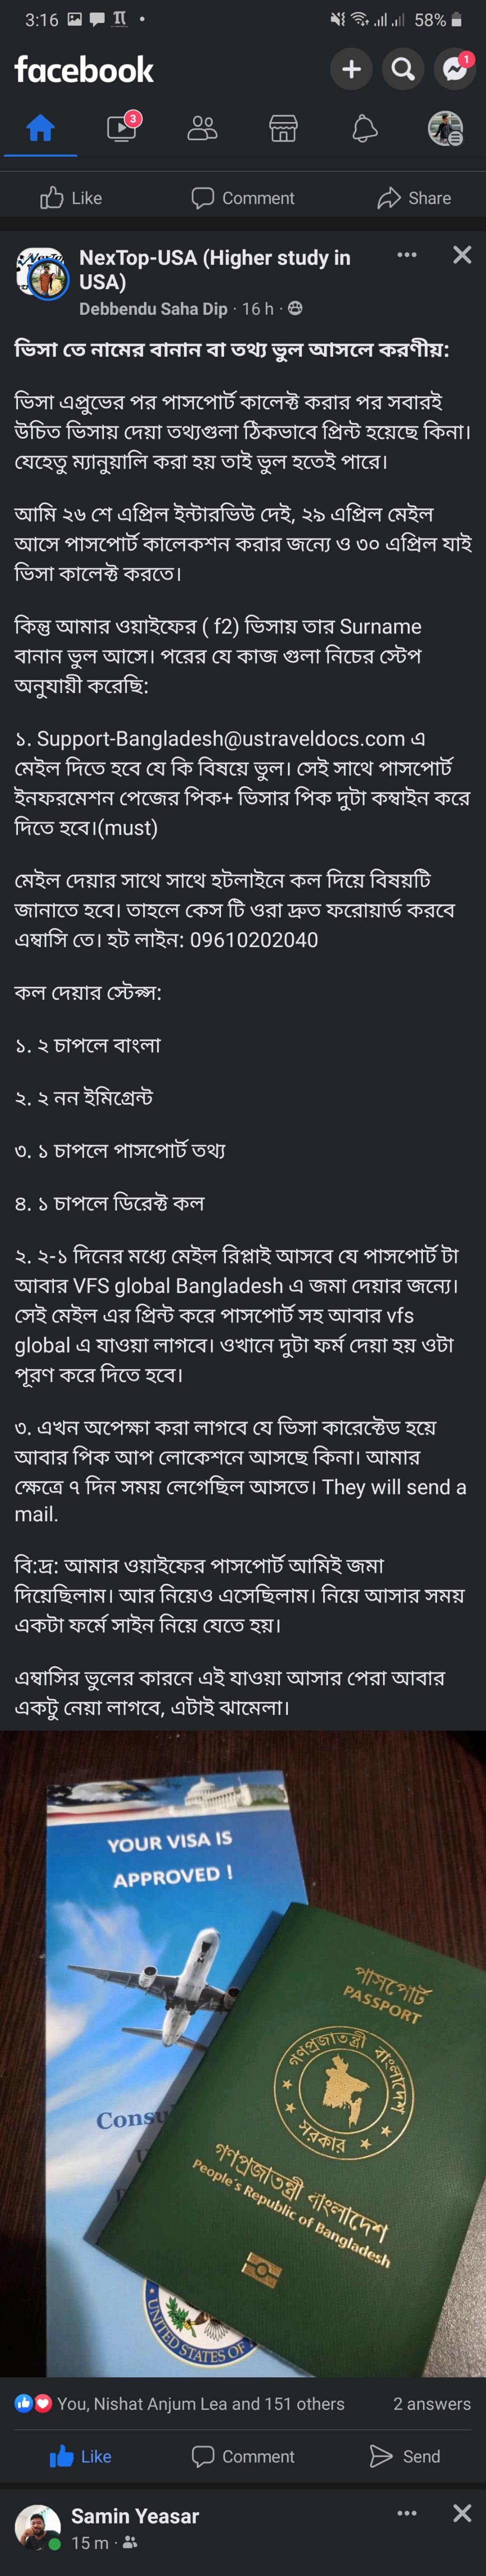 3:16
58%
facebook
1
3
Like
Comment
Share
NexTop-USA (Higher study in
USA)
Debbendu Saha Dip · 16 h ·
ভিসা তে নামের বানান বা তথ্য ভুল আসলে করণীয়:
ভিসা এপ্রুভের পর পাসপোর্ট কালেক্ট করার পর সবারই
উচিত ভিসায় দেয়া তথ্যগুলা ঠিকভাবে প্রিন্ট হয়েছে কিনা।
যেহেতু ম্যানুয়ালি করা হয় তাই ভুল হতেই পারে।
আমি ২৬ শে এপ্রিল ইন্টারভিউ দেই, ২৯ এপ্রিল মেইল
আসে পাসপোর্ট কালেকশন করার জন্যে ও ৩০ এপ্রিল যাই
ভিসা কালেক্ট করতে।
কিন্তু আমার ওয়াইফের ( f2) ভিসায় তার Surname
বানান ভুল আসে। পরের যে কাজ গুলা নিচের স্টেপ
অনুযায়ী করেছি:
১. Support-Bangladesh@ustraveldocs.com এ
মেইল দিতে হবে যে কি বিষয়ে ভুল। সেই সাথে পাসপোর্ট
ইনফরমেশন পেজের পিক+ ভিসার পিক দুটা কম্বাইন করে
দিতে হবে।(must)
মেইল দেয়ার সাথে সাথে হটলাইনে কল দিয়ে বিষয়টি
জানাতে হবে। তাহলে কেস টি ওরা দ্রুত ফরোয়ার্ড করবে
এম্বাসি তে। হট লাইন: 09610202040
কল দেয়ার স্টেপ্স:
১. ২ চাপলে বাংলা
২. ২ নন ইমিগ্রেন্ট
৩. ১ চাপলে পাসপোর্ট তথ্য
৪. ১ চাপলে ডিরেক্ট কল
২. ২-১ দিনের মধ্যে মেইল রিপ্লাই আসবে যে পাসপোর্ট টা
আবার VFS global Bangladesh এ জমা দেয়ার জন্যে।
সেই মেইল এর প্রিন্ট করে পাসপোর্ট সহ আবার vfs
global এ যাওয়া লাগবে। ওখানে দুটা ফর্ম দেয়া হয় ওটা
পূরণ করে দিতে হবে।
৩. এখন অপেক্ষা করা লাগবে যে ভিসা কারেক্টেড হয়ে
আবার পিক আপ লোকেশনে আসছে কিনা। আমার
ক্ষেত্রে ৭ দিন সময় লেগেছিল আসতে। They will send a
mail.
বি:দ্র: আমার ওয়াইফের পাসপোর্ট আমিই জমা
দিয়েছিলাম। আর নিয়েও এসেছিলাম। নিয়ে আসার সময়
একটা ফর্মে সাইন নিয়ে যেতে হয়।
এম্বাসির ভুলের কারনে এই যাওয়া আসার পেরা আবার
একটু নেয়া লাগবে, এটাই ঝামেলা।
YOUR VISA IS
APPROVED !
পাসপোর্ট
PASSPORT
গণপ্রজাতন্ত্রী বাংলাদেশ
সরকার
গণপ্রজাতন্ত্রী বাংলাদেশ
People's Republic of Bangladesh
Consu
UNITED STATES OF
You, Nishat Anjum Lea and 151 others
2 answers
Like
Comment
Send
Samin Yeasar
15 m ·